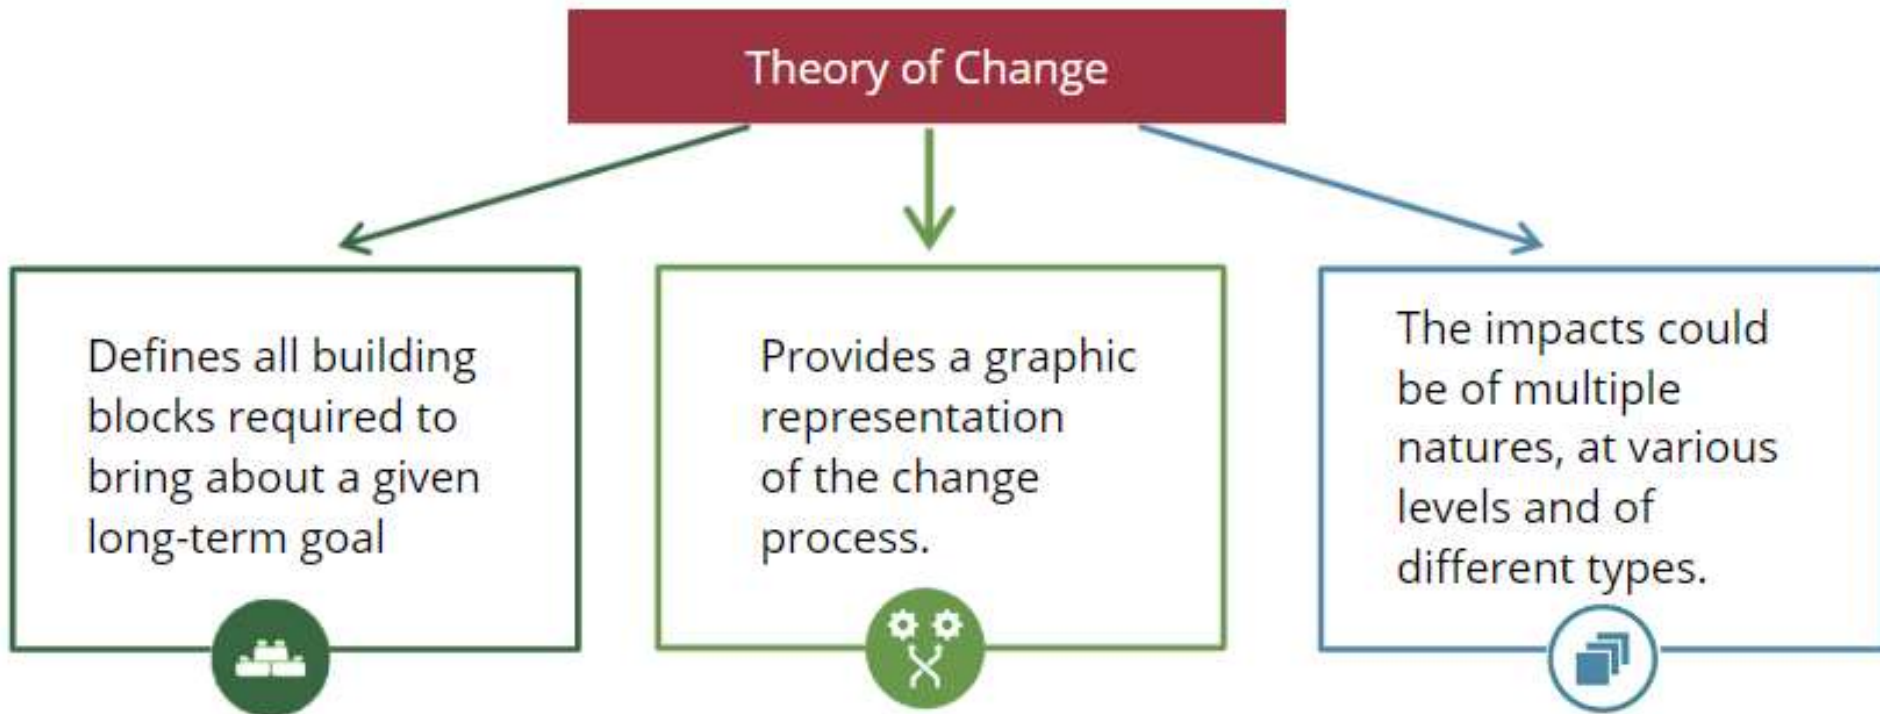 Theory of Change
Defines all building
blocks required to
bring about a given
long-term goal
Provides a graphic
representation
of the change
process.
The impacts could
be of multiple
natures, at various
levels and of
different types.